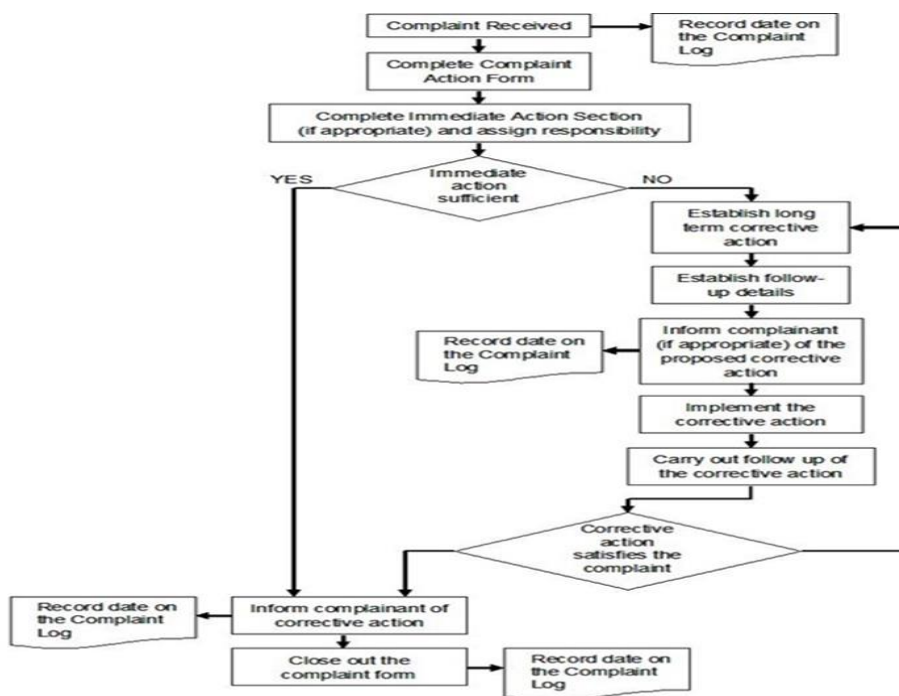 Complaint Received
Record date on
the Complaint
Log
Complete Complaint
Action Form
Complete Immediate Action Section
(if appropriate) and assign responsibility
YES
Immediate
action
sufficient
NO
Establish long
term corrective
action
Establish follow-
up details
Record date on
the Complaint
Log
Inform complainant
(if appropriate) of the
proposed corrective
action
Implement the
corrective action
Carry out follow up of
the corrective action
Corrective
action
satisfies the
complaint
Record date on
the Complaint
Log
Inform complainant of
corrective action
Close out the
complaint form
Record date on
the Complaint
Log